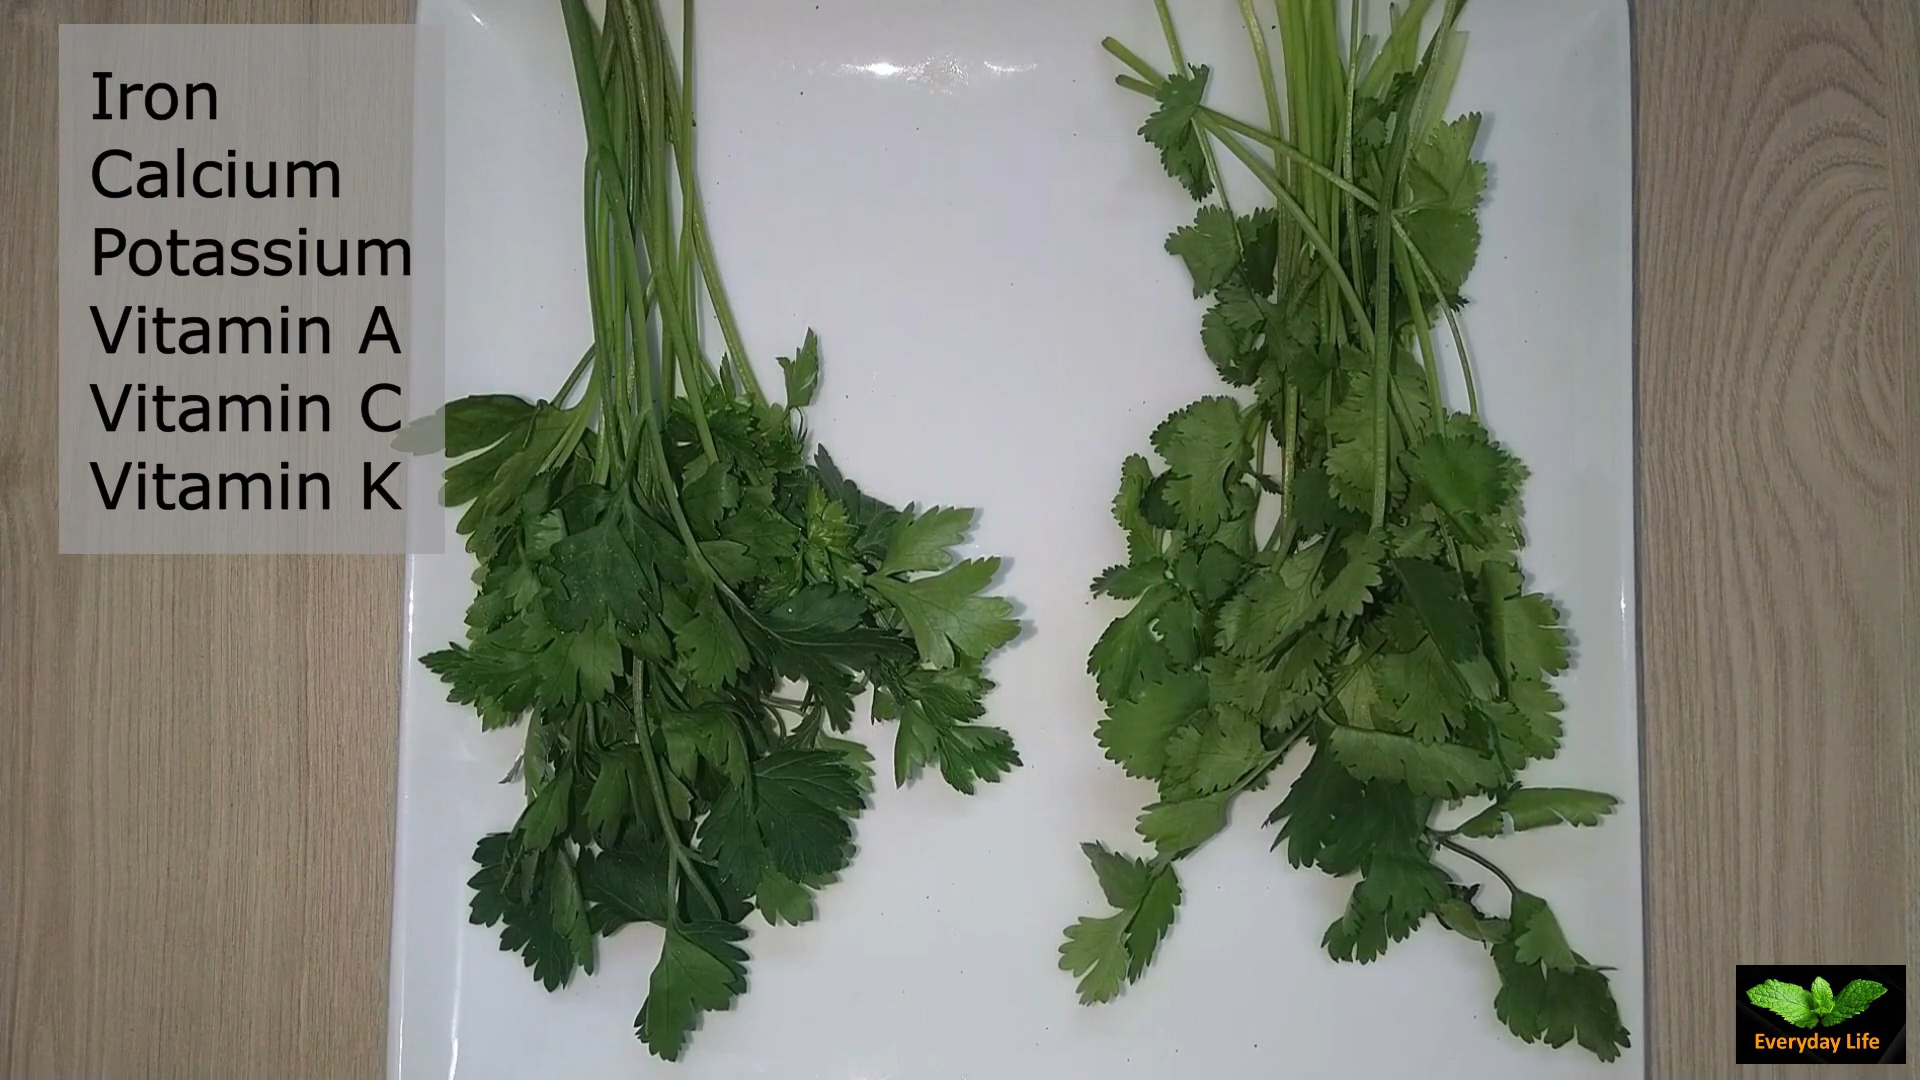 Iron
Calcium
Potassium
Vitamin A
Vitamin C
Vitamin K
Everyday Life